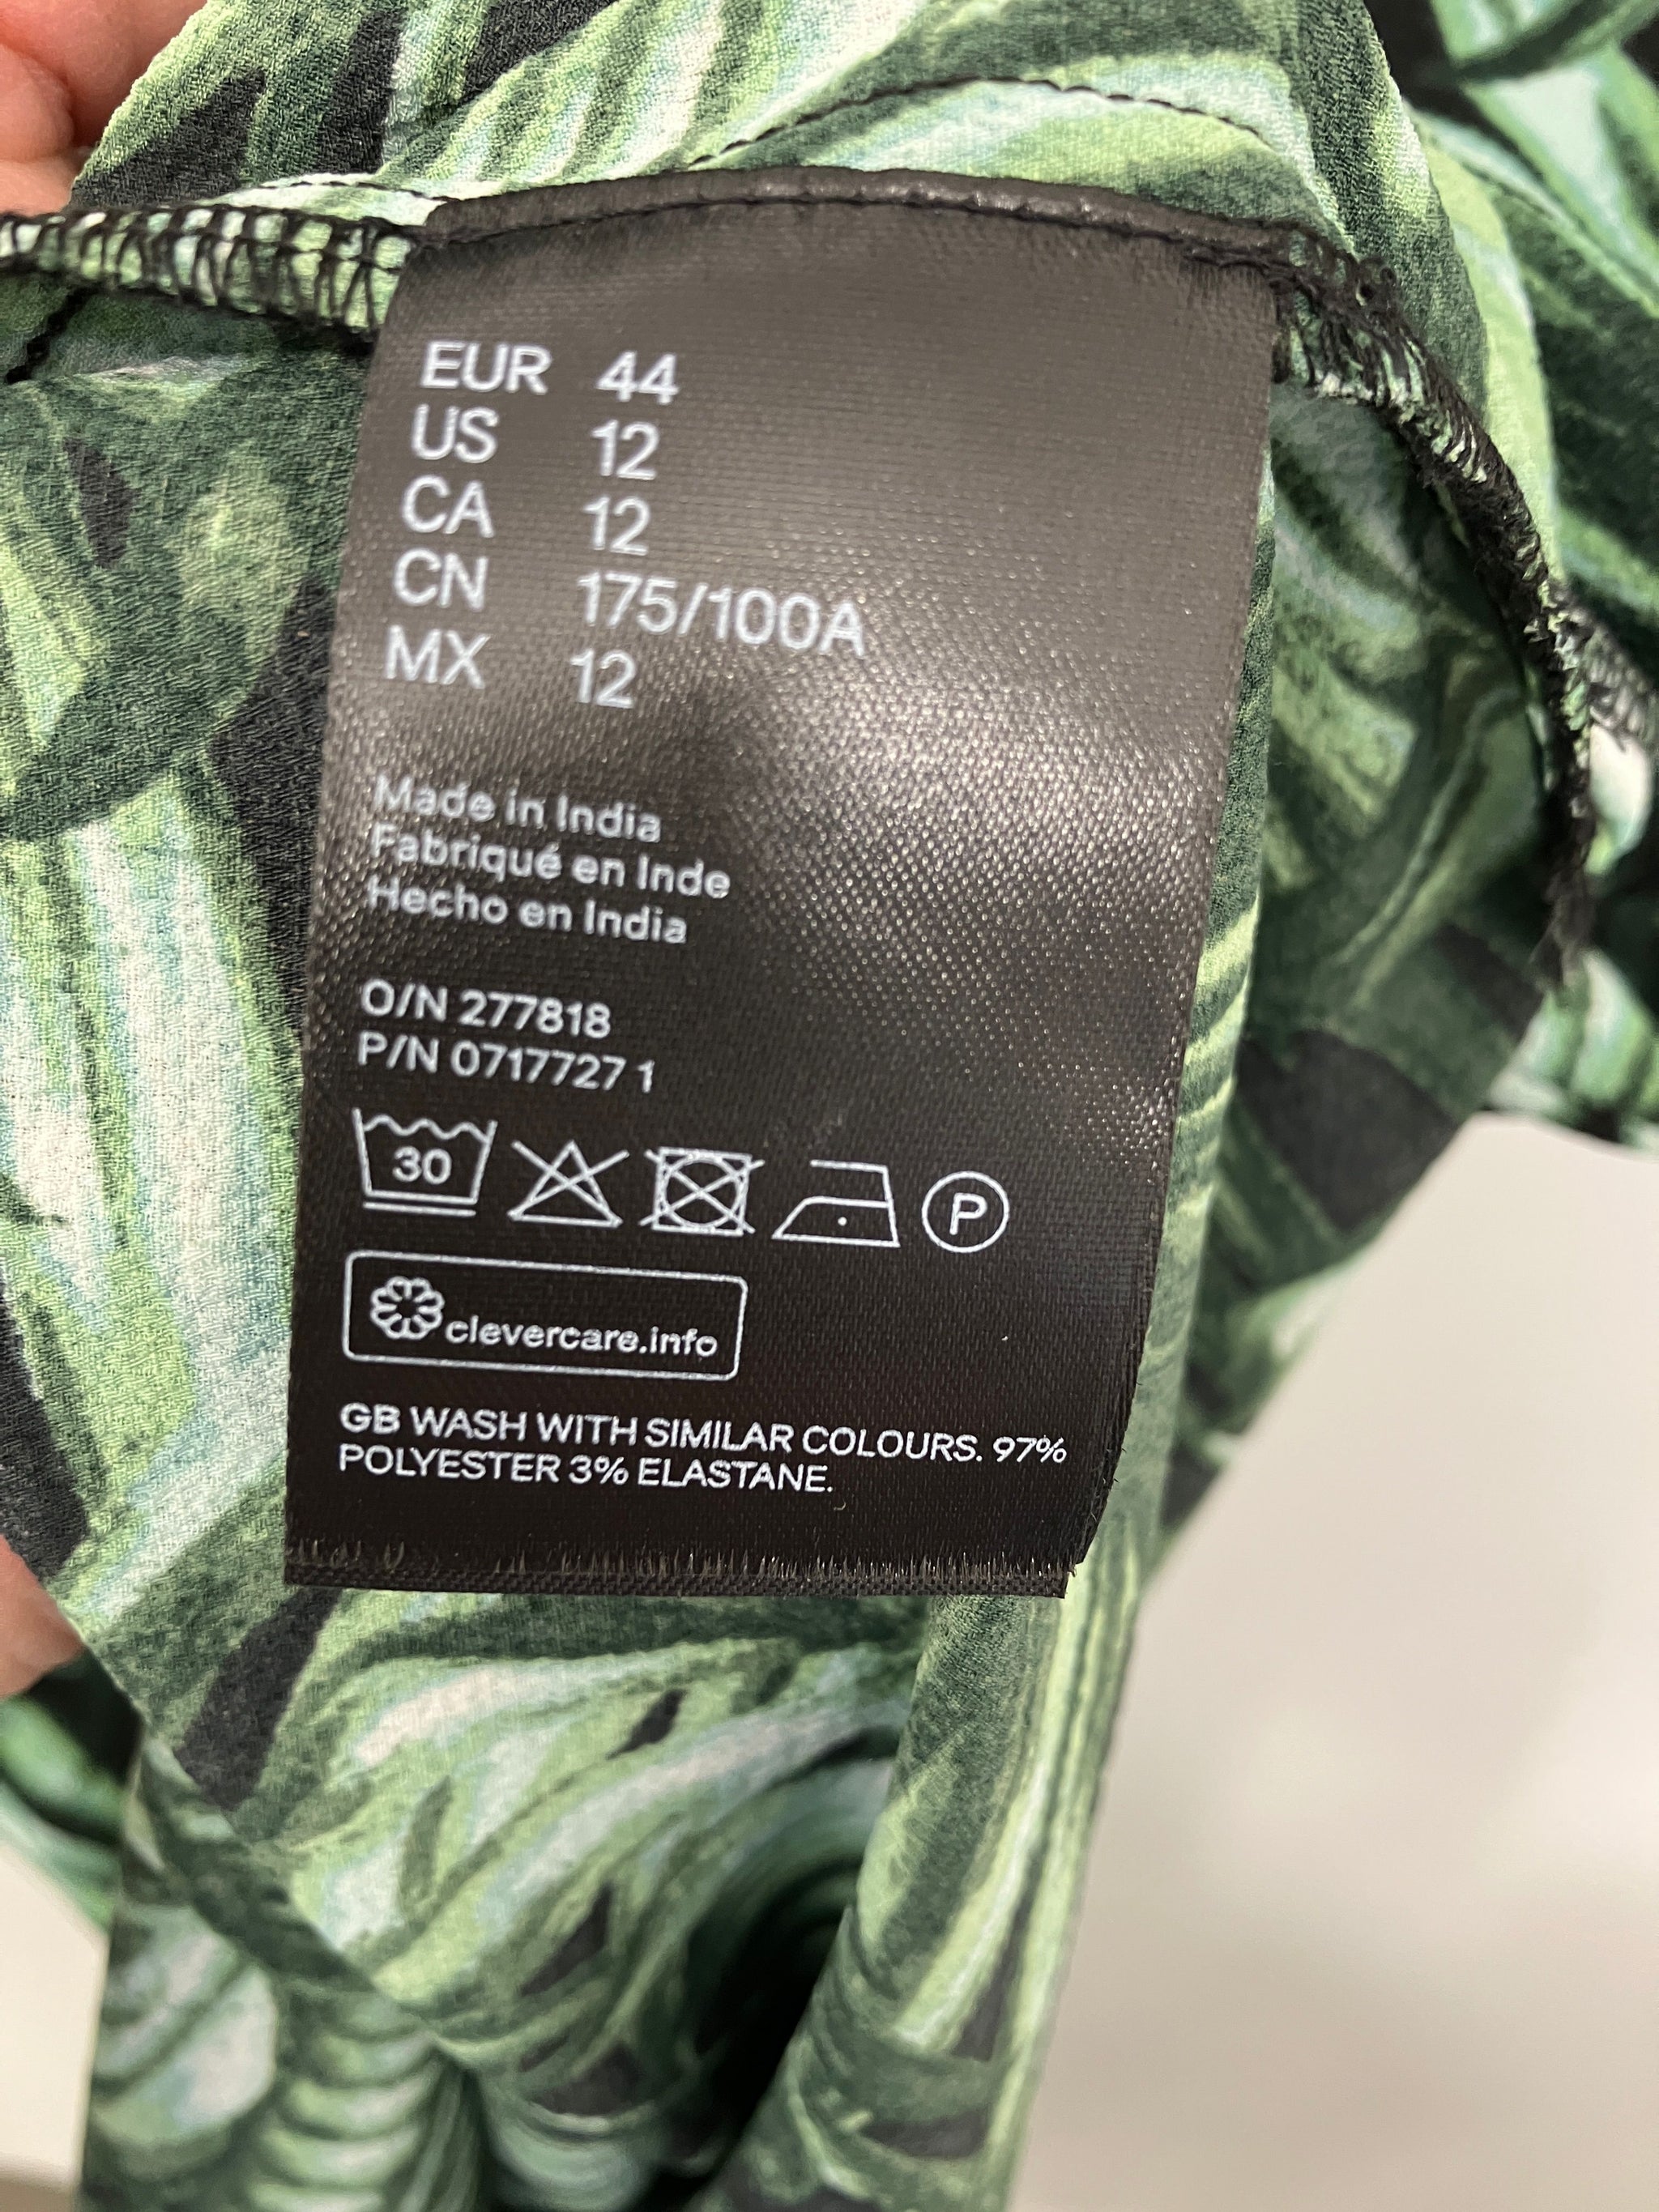 EUR 44
US 12
CA 12
CN 175/100A
MX 12
Made in India
Fabriqué en Inde
Hecho en India
O/N 277818
P/N 0717727 1
30
P
clevercare.info
GB WASH WITH SIMILAR COLOURS. 97%
POLYESTER 3% ELASTANE.